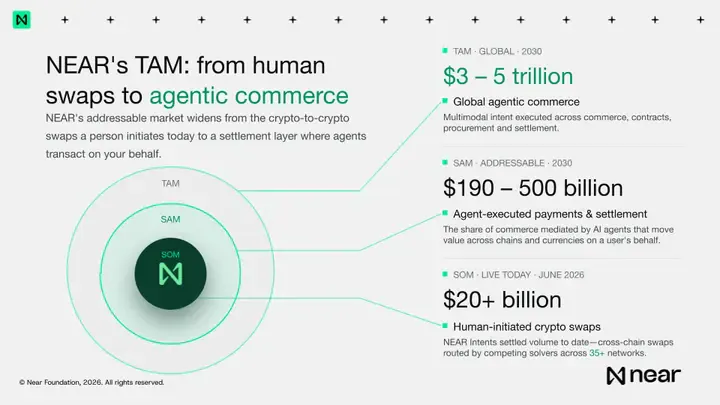 NEAR's TAM: from human
swaps to agentic commerce
NEAR's addressable market widens from the crypto-to-crypto
swaps a person initiates today to a settlement layer where agents
transact on your behalf.
TAM
SAM
SOM
TAM · GLOBAL · 2030
$3 – 5 trillion
Global agentic commerce
Multimodal intent executed across commerce, contracts,
procurement and settlement.
SAM · ADDRESSABLE · 2030
$190 – 500 billion
Agent-executed payments & settlement
The share of commerce mediated by AI agents that move
value across chains and currencies on a user's behalf.
SOM · LIVE TODAY · JUNE 2026
$20+ billion
Human-initiated crypto swaps
NEAR Intents settled volume to date—cross-chain swaps
routed by competing solvers across 35+ networks.
© Near Foundation, 2026. All rights reserved.
near